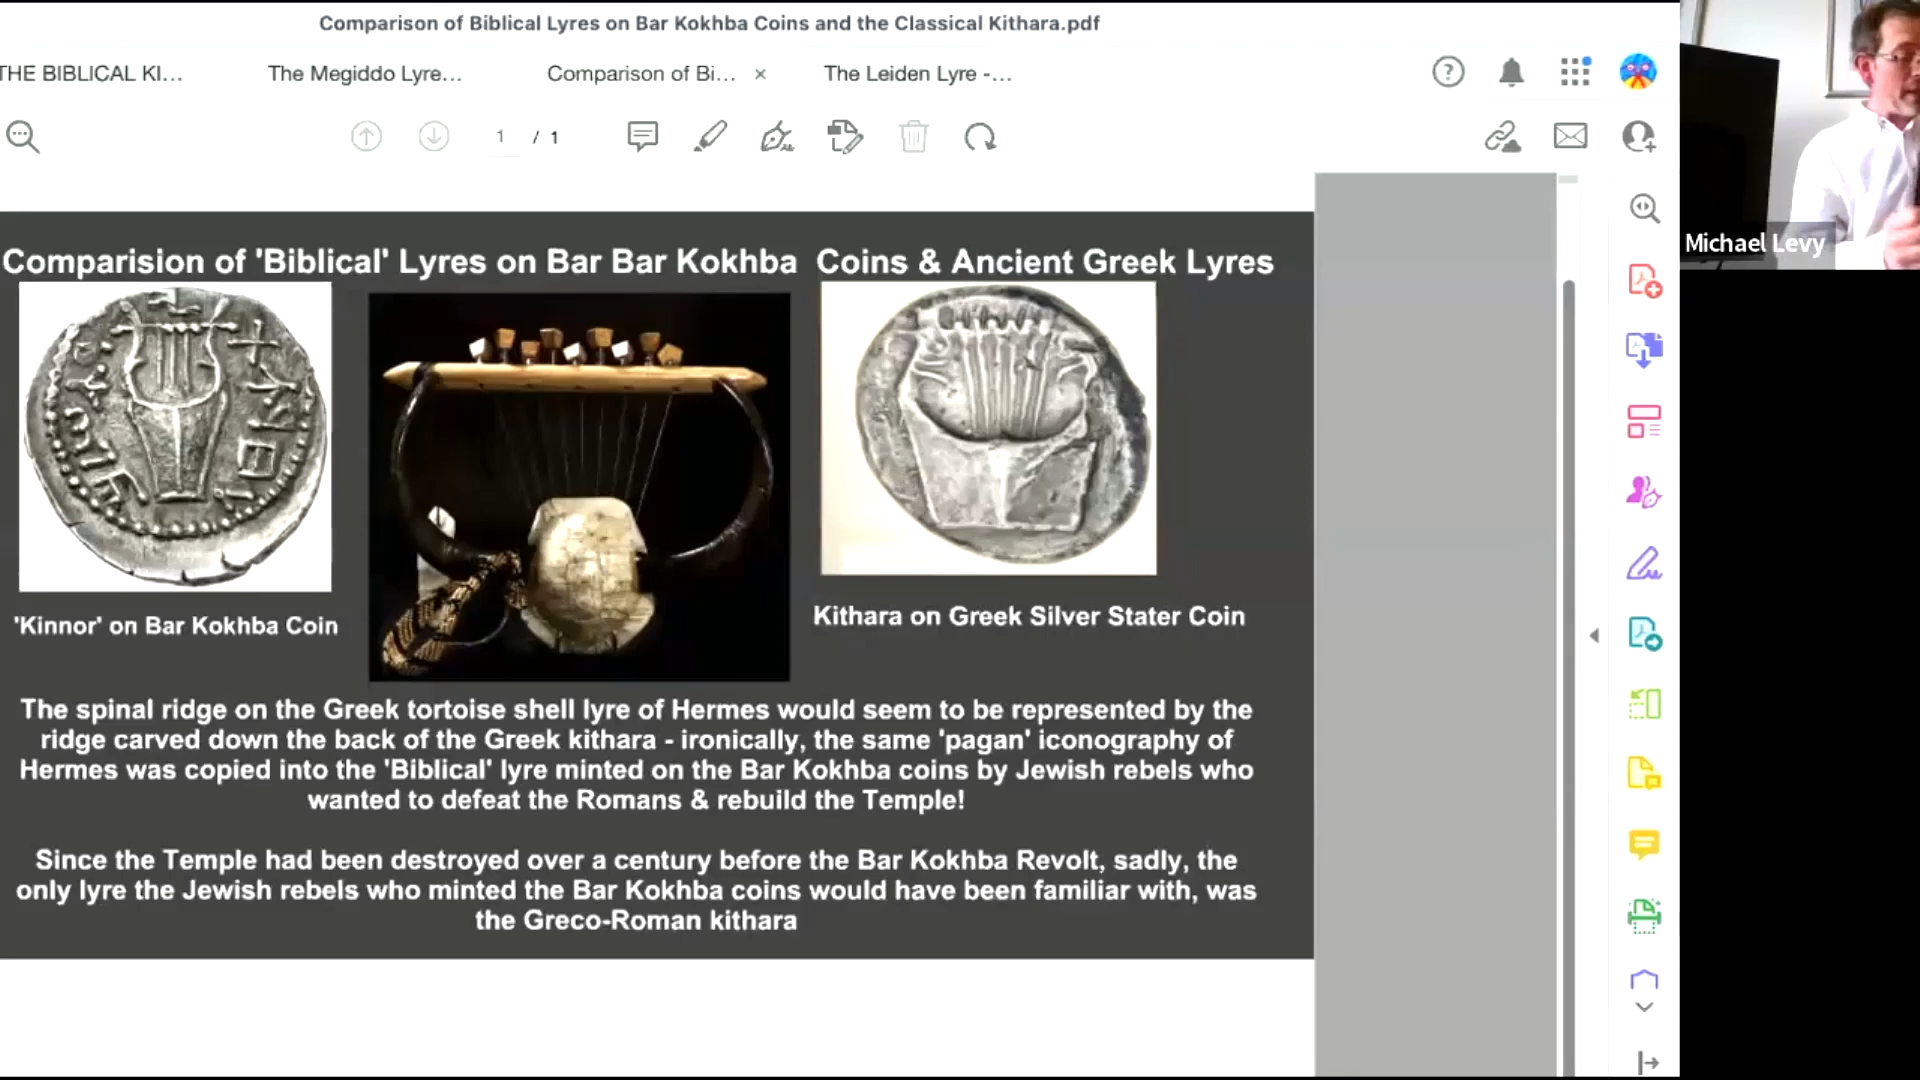 Comparison of Biblical Lyres on Bar Kokhba Coins and the Classical Kithara.pdf
THE BIBLICAL KI...
The Megiddo Lyre...
Comparison of Bi... ×
The Leiden Lyre -...
1 / 1
Michael Levy
Comparision of 'Biblical' Lyres on Bar Bar Kokhba Coins & Ancient Greek Lyres
'Kinnor' on Bar Kokhba Coin
Kithara on Greek Silver Stater Coin
The spinal ridge on the Greek tortoise shell lyre of Hermes would seem to be represented by the
ridge carved down the back of the Greek kithara - ironically, the same 'pagan' iconography of
Hermes was copied into the 'Biblical' lyre minted on the Bar Kokhba coins by Jewish rebels who
wanted to defeat the Romans & rebuild the Temple!
Since the Temple had been destroyed over a century before the Bar Kokhba Revolt, sadly, the
only lyre the Jewish rebels who minted the Bar Kokhba coins would have been familiar with, was
the Greco-Roman kithara